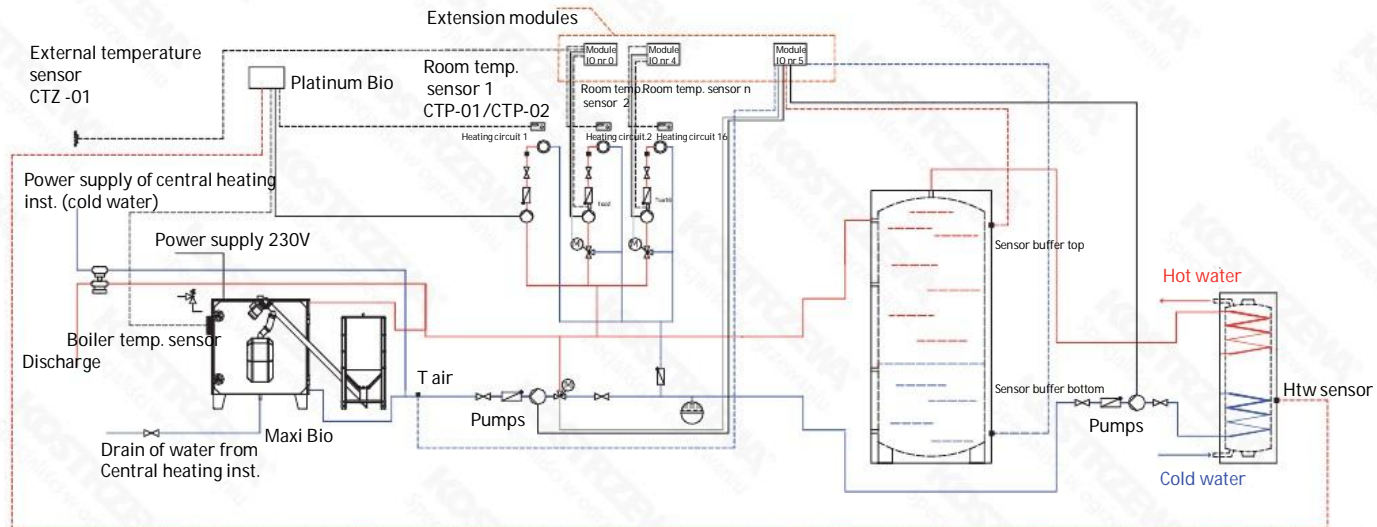 Extension modules
External temperature
sensor
CTZ -01
Platinum Bio
Room temp.
sensor 1
CTP-01/CTP-02
Module
IO nr 0
Module
IO nr 4
Module
IO nr 5
Room temp.
sensor 2
Room temp. sensor n
Heating circuit 1
Heating circuit.2
Heating circuit 16
Power supply of central heating
inst. (cold water)
Power supply 230V
M
M
Sensor buffer top
Hot water
Boiler temp. sensor
Discharge
T air
M
Pumps
Sensor buffer bottom
Htw sensor
Pumps
Maxi Bio
Drain of water from
Central heating inst.
Cold water
KOSTRZEWA